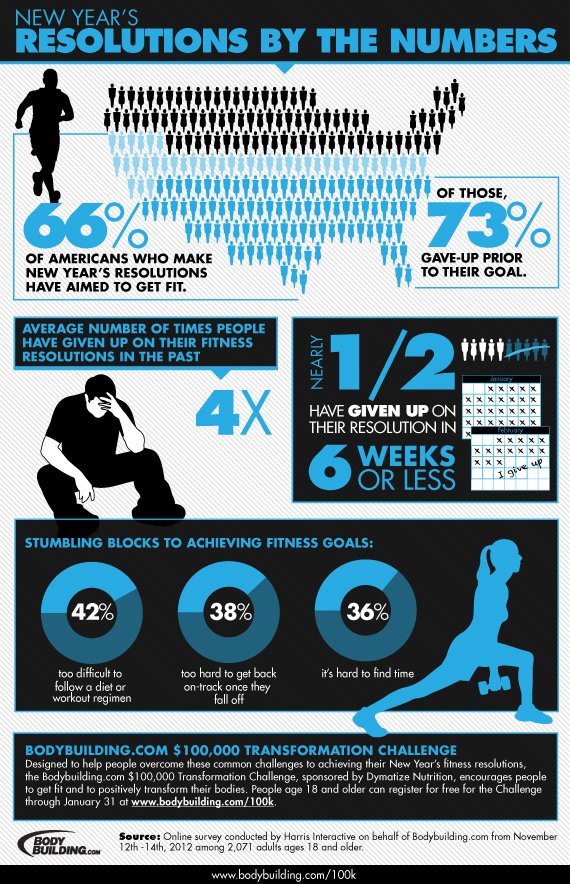 NEW YEAR'S
RESOLUTIONS BY THE NUMBERS
66%
OF AMERICANS WHO MAKE
NEW YEAR'S RESOLUTIONS
HAVE AIMED TO GET FIT.
OF THOSE,
73%
GAVE-UP PRIOR
TO THEIR GOAL.
AVERAGE NUMBER OF TIMES PEOPLE
HAVE GIVEN UP ON THEIR FITNESS
RESOLUTIONS IN THE PAST
4X
NEARLY
1/2
HAVE GIVEN UP ON
THEIR RESOLUTION IN
6 WEEKS
OR LESS
January
February
I give up
STUMBLING BLOCKS TO ACHIEVING FITNESS GOALS:
42%
too difficult to
follow a diet or
workout regimen
38%
too hard to get back
on-track once they
fall off
36%
it's hard to find time
BODYBUILDING.COM $100,000 TRANSFORMATION CHALLENGE
Designed to help people overcome these common challenges to achieving their New Year's fitness resolutions,
the Bodybuilding.com $100,000 Transformation Challenge, sponsored by Dymatize Nutrition, encourages people
to get fit and to positively transform their bodies. People age 18 and older can register for free for the Challenge
through January 31 at www.bodybuilding.com/100k.
BODY
BUILDING.COM
Source: Online survey conducted by Harris Interactive on behalf of Bodybuilding.com from November
12th -14th, 2012 among 2,071 adults ages 18 and older.
www.bodybuilding.com/100k